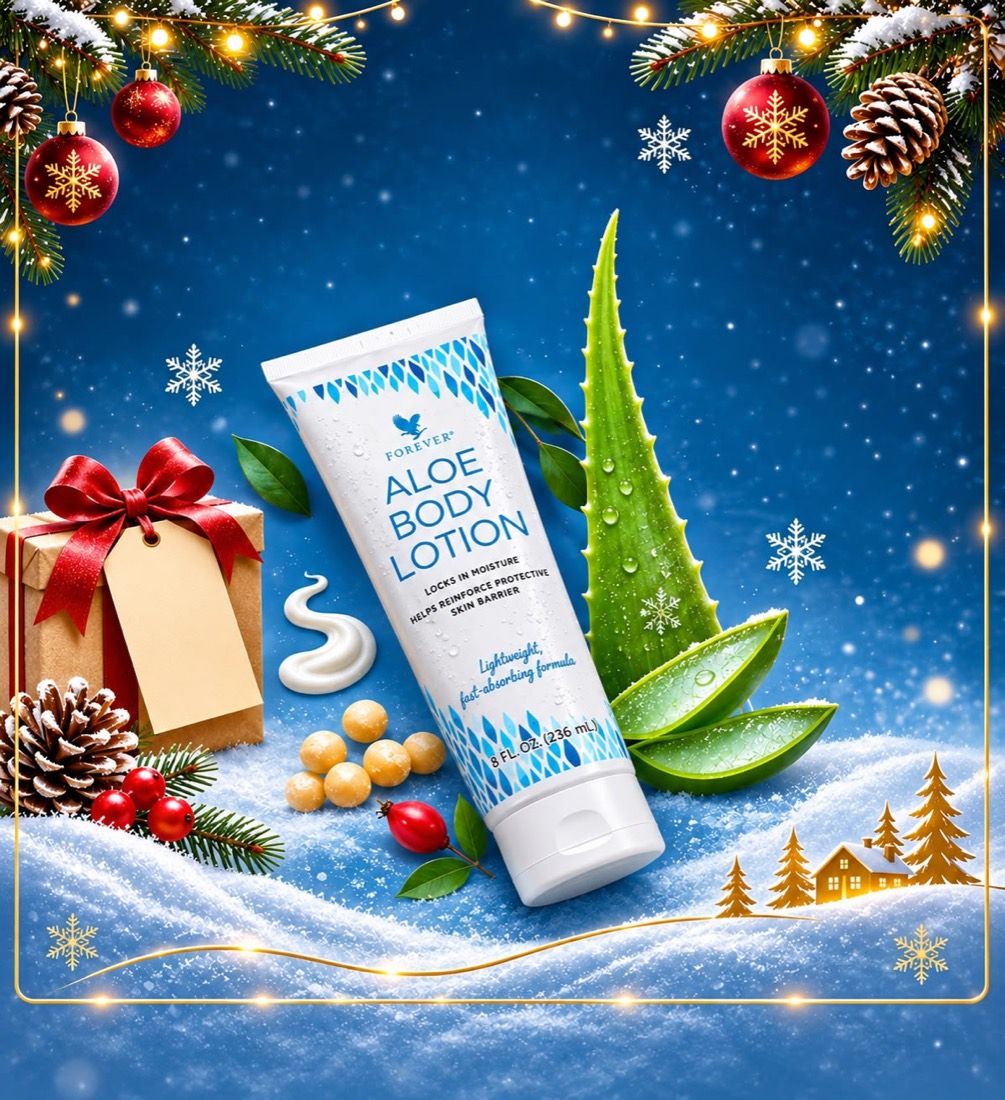 FOREVER®
ALOE
BODY
LOTION
LOCKS IN MOISTURE
HELPS REINFORCE PROTECTIVE
SKIN BARRIER
Lightweight,
fast-absorbing formula
8 FL. OZ. (236 mL)